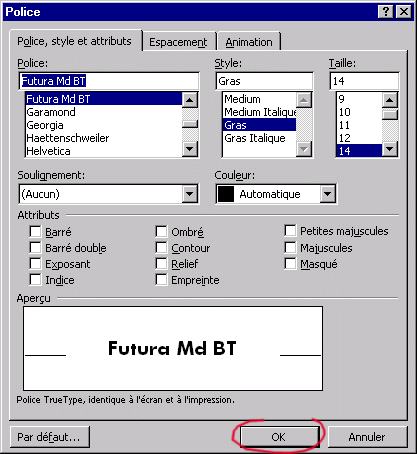 Police
Police, style et attributs Espacement Animation
Police: Style: Taille:
Futura Md BT Gras 14
Futura Md BT Medium 9
Garamond Medium Italique 10
Georgia Gras 11
Haettenschweiler Gras Italique 12
Helvetica 14
Soulignement: Couleur:
(Aucun) Automatique
Attributs
Barré Ombré Petites majuscules
Barré double Contour Majuscules
Exposant Relief Masqué
Indice Empreinte
Aperçu
Futura Md BT
Police TrueType, identique à l'écran et à l'impression.
Par défaut... OK Annuler